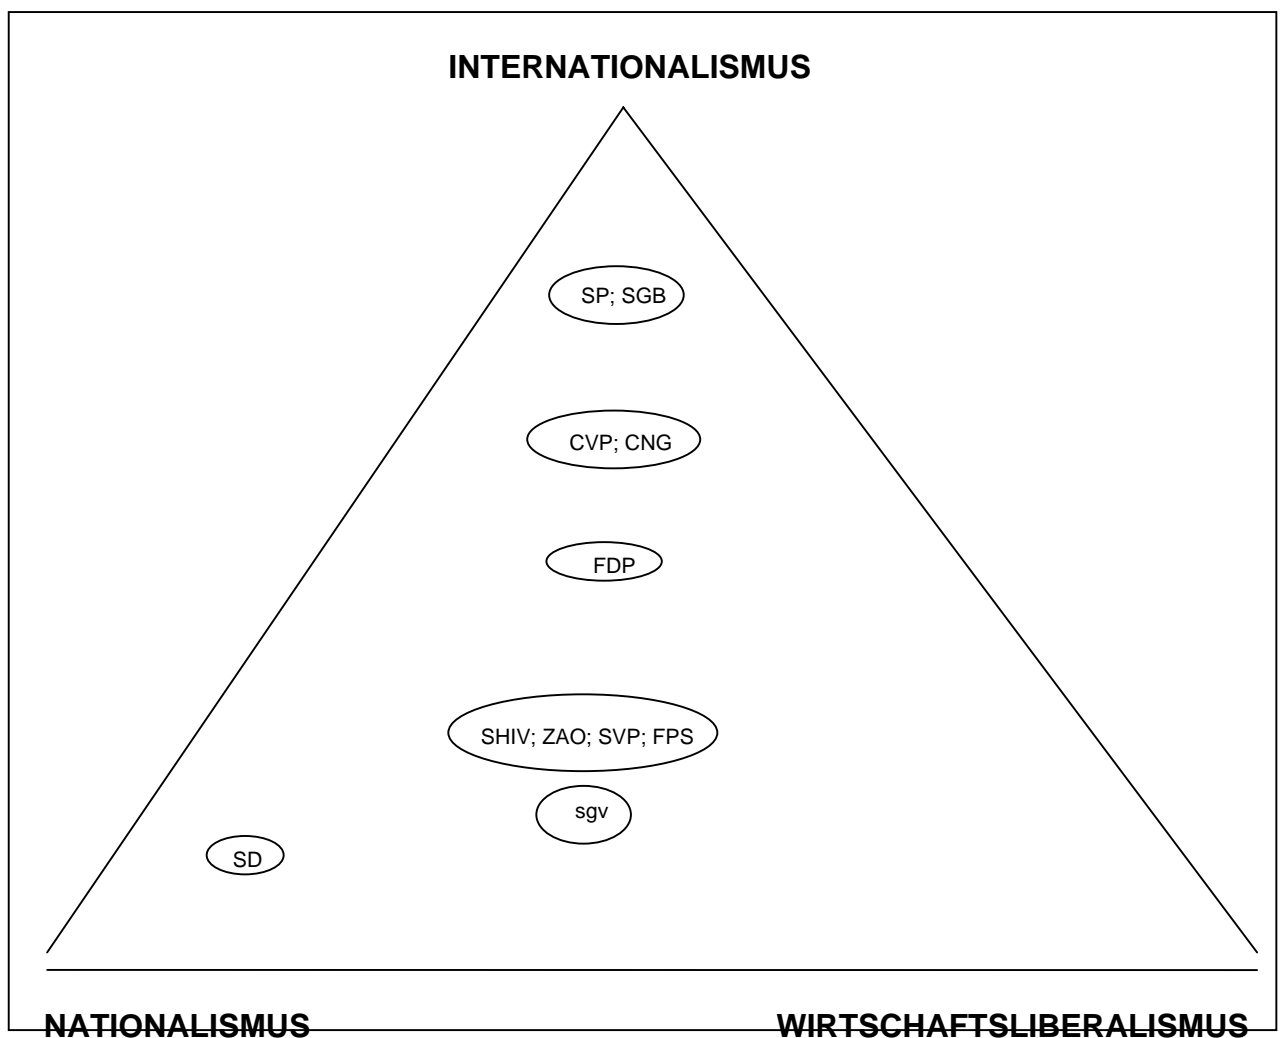 INTERNATIONALISMUS
SP; SGB
CVP; CNG
FDP
SHIV; ZAO; SVP; FPS
sgv
SD
NATIONALISMUS
WIRTSCHAFTSLIBERALISMUS